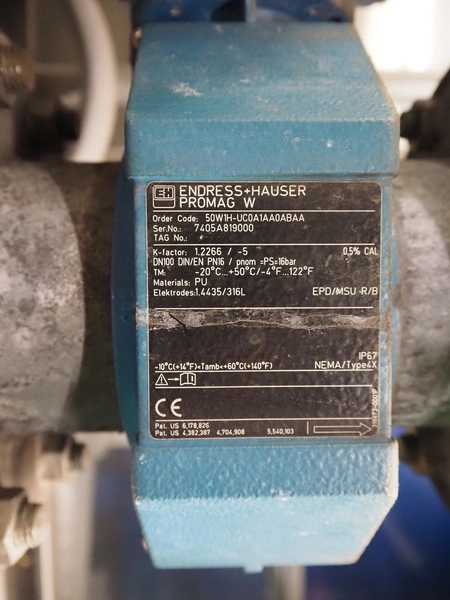 EH ENDRESS+HAUSER
PROMAG W
Order Code: 50W1H-UC0A1AA0ABAA
Ser.No.: 7405A819000
TAG No.:
K-factor: 1.2266 / -5 0,5% CAL
DN100 DIN/EN PN16 / pnom =PS=16bar
TM: -20°C...+50°C/-4°F...122°F
Materials: PU
Elektrodes:1.4435/316L EPD/MSÜ-R/B
IP67
-10°C(+14°F)<Tamb<+60°C(+140°F) NEMA/Type4X
i
CE
Pat. US 6,178,826
Pat. US 4,382,387 4,704,908 5,540,103